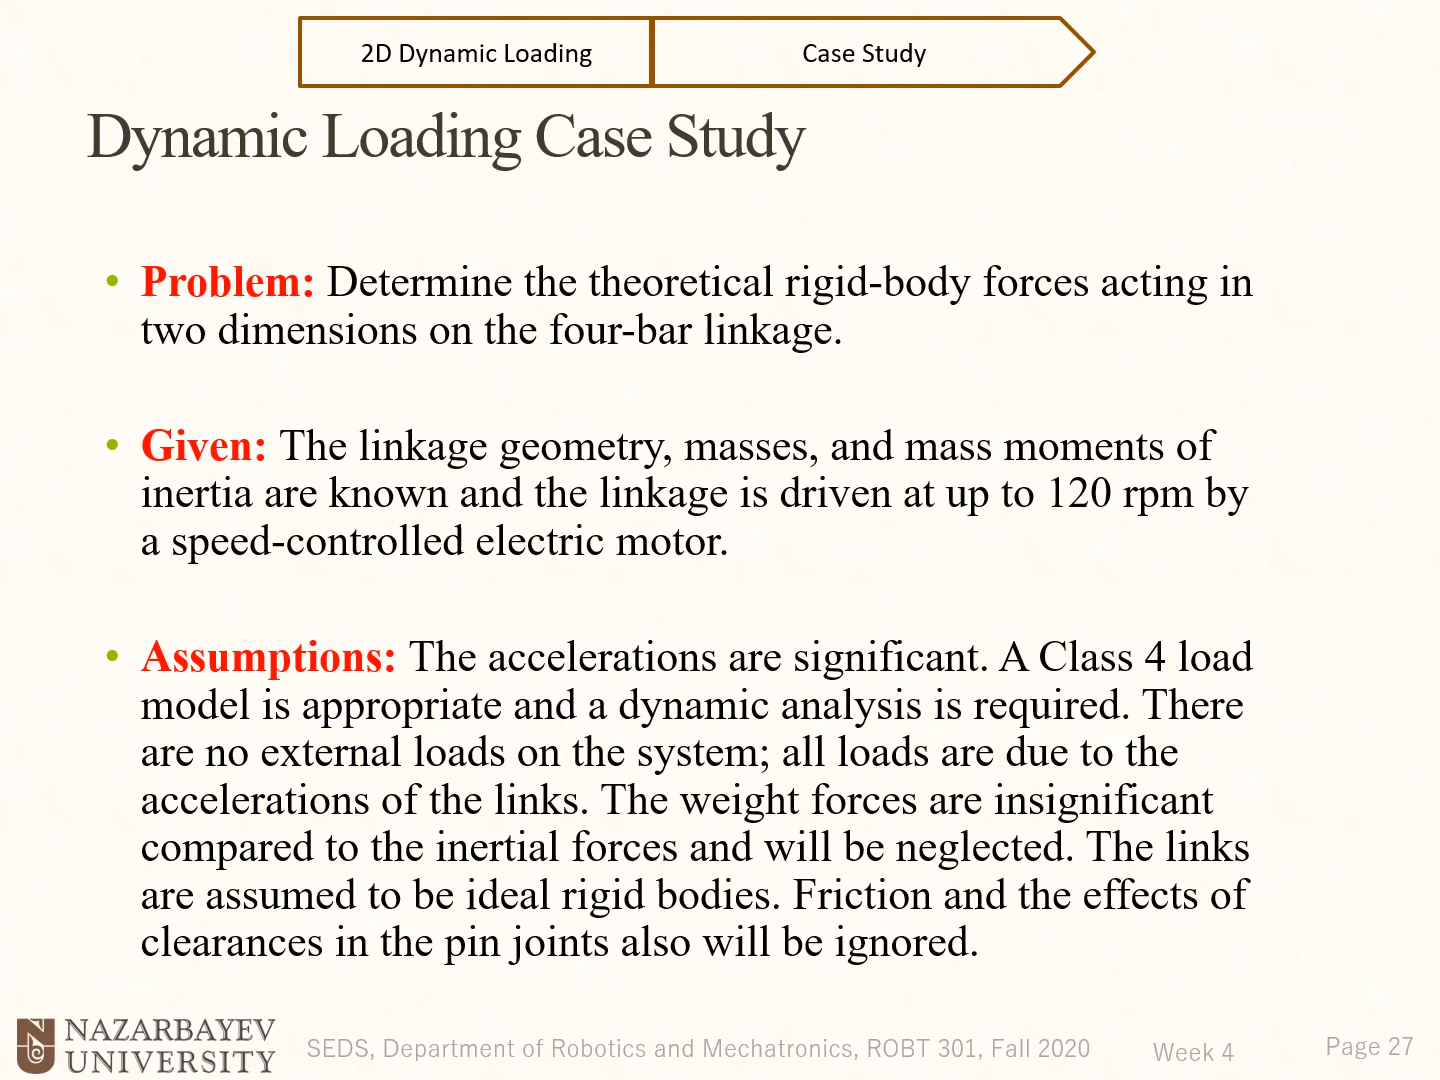 2D Dynamic Loading
Case Study
Dynamic Loading Case Study
• Problem: Determine the theoretical rigid-body forces acting in
two dimensions on the four-bar linkage.
• Given: The linkage geometry, masses, and mass moments of
inertia are known and the linkage is driven at up to 120 rpm by
a speed-controlled electric motor.
• Assumptions: The accelerations are significant. A Class 4 load
model is appropriate and a dynamic analysis is required. There
are no external loads on the system; all loads are due to the
accelerations of the links. The weight forces are insignificant
compared to the inertial forces and will be neglected. The links
are assumed to be ideal rigid bodies. Friction and the effects of
clearances in the pin joints also will be ignored.
NAZARBAYEV
UNIVERSITY
SEDS, Department of Robotics and Mechatronics, ROBT 301, Fall 2020
Week 4
Page 27